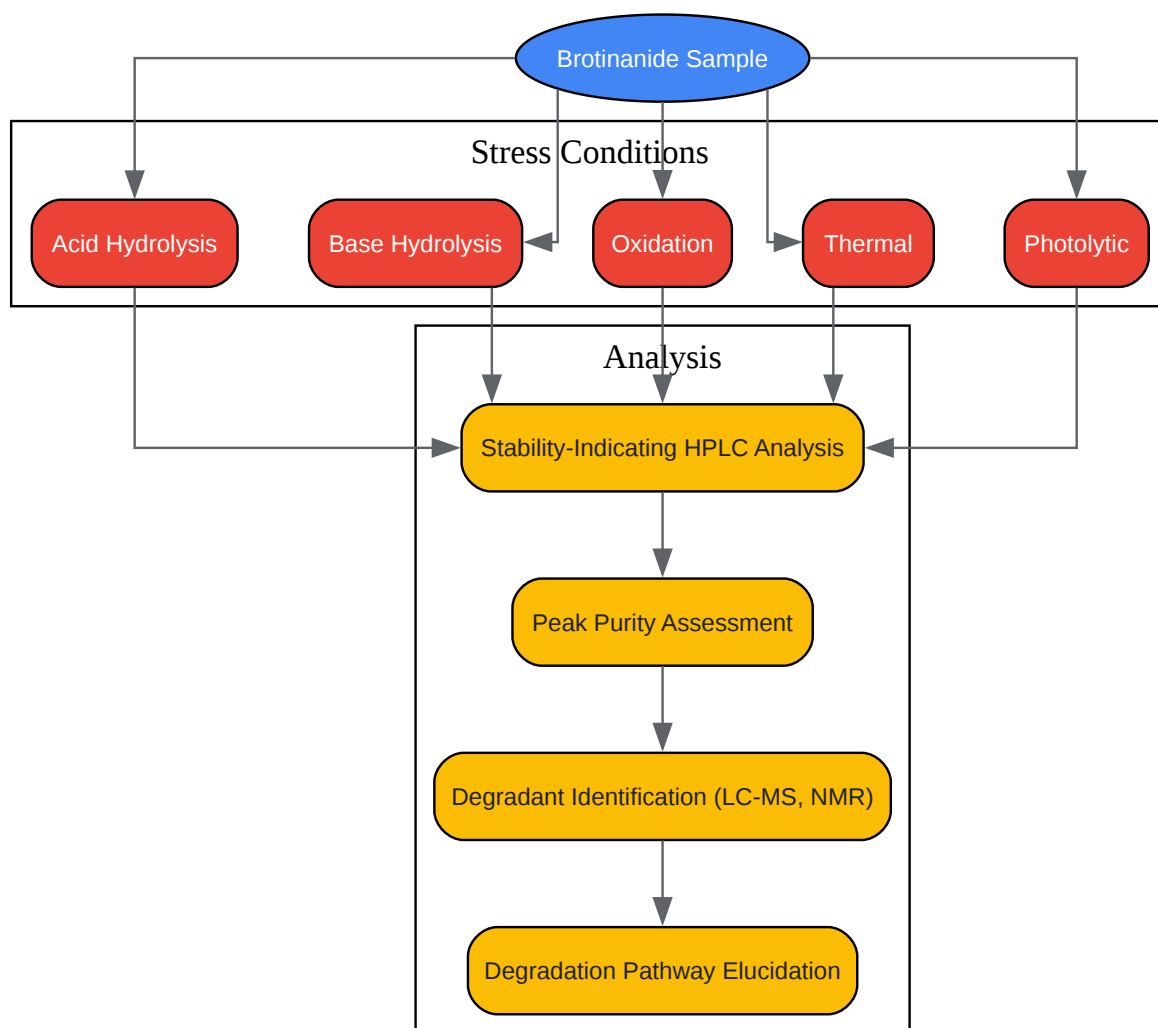 Brotinanide Sample
Stress Conditions
Acid Hydrolysis
Base Hydrolysis
Oxidation
Thermal
Photolytic
Analysis
Stability-Indicating HPLC Analysis
Peak Purity Assessment
Degradant Identification (LC-MS, NMR)
Degradation Pathway Elucidation